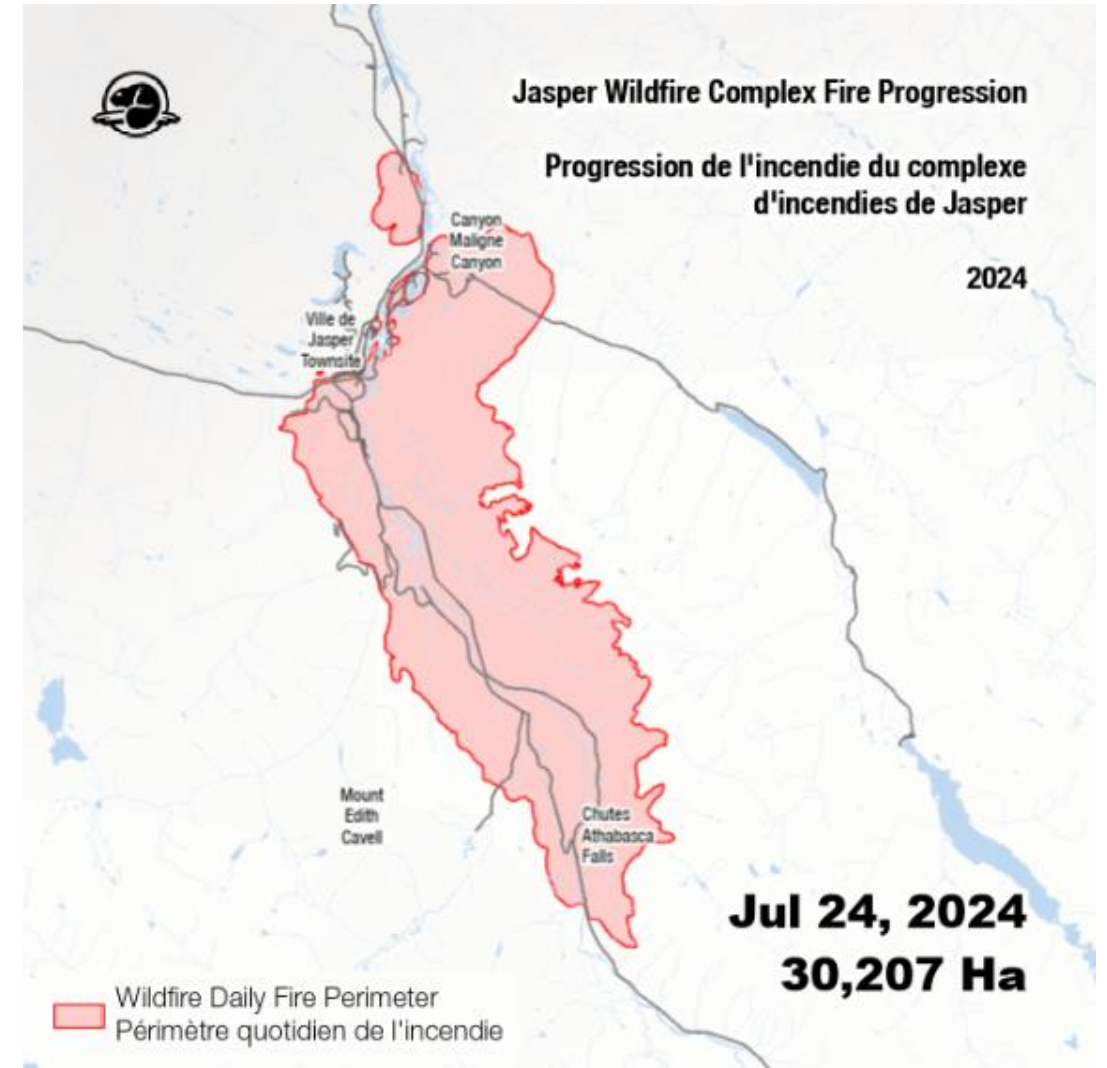 Jasper Wildfire Complex Fire Progression
Progression de l'incendie du complexe
d'incendies de Jasper
2024
Canyon
Maligne
Canyon
Ville de
Jasper
Townsite
Mount
Edith
Cavell
Chutes
Athabasca
Falls
Jul 24, 2024
30,207 Ha
Wildfire Daily Fire Perimeter
Périmètre quotidien de l'incendie